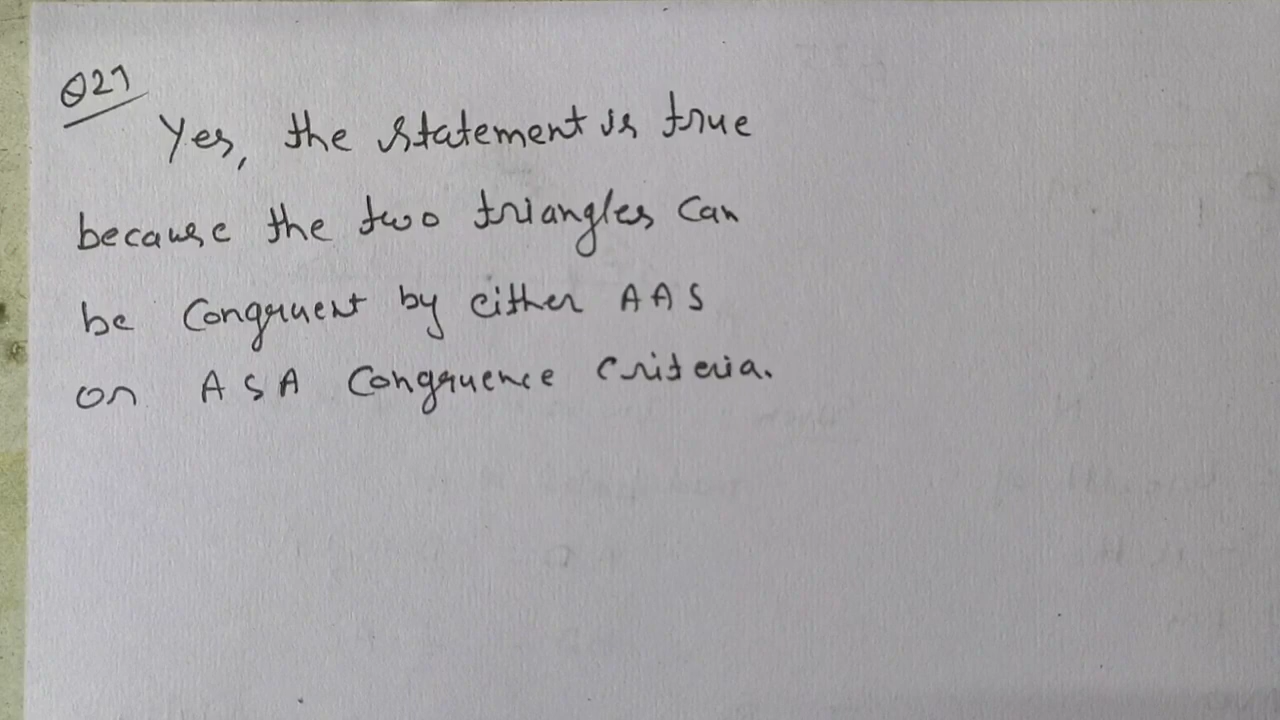 Q21
Yes, the statement is true
because the two triangles can
be Congruent by either AAS
or ASA Congruence Criteria.